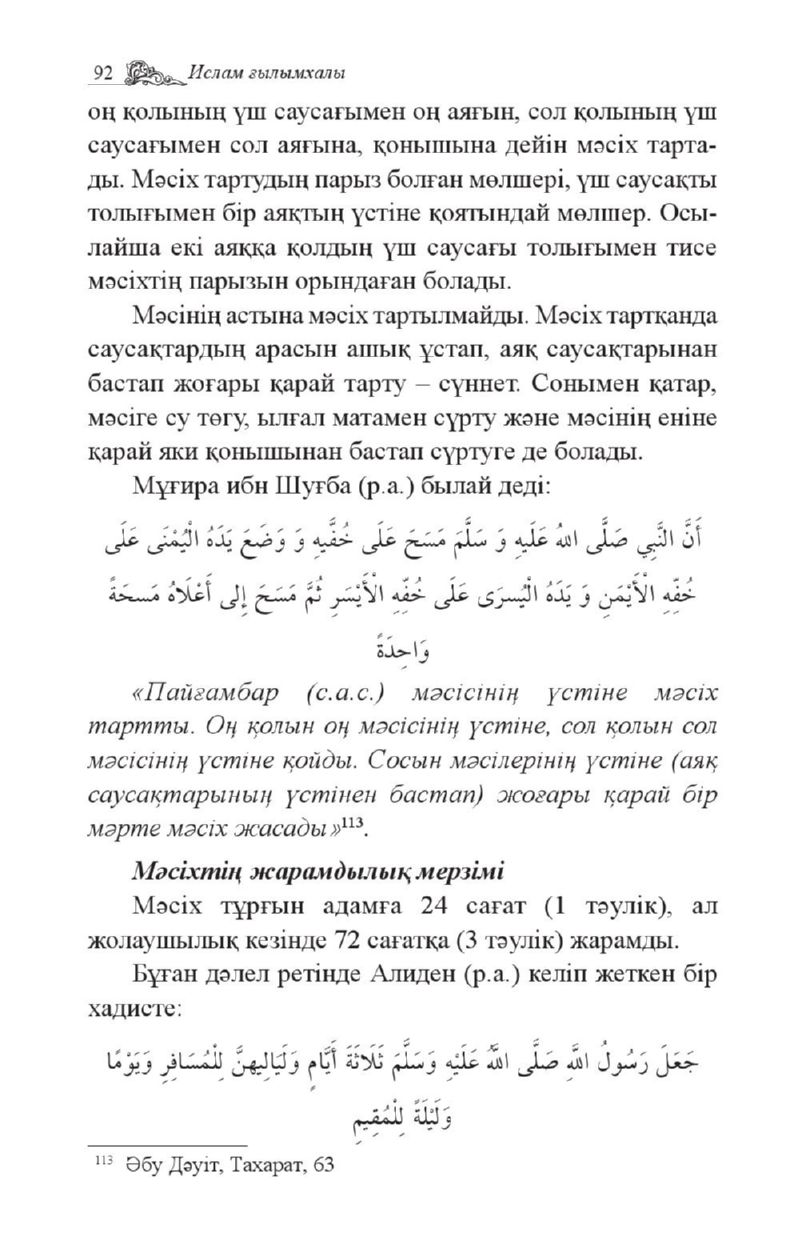 92 Ислам ғылымхалы
оң қолының үш саусағымен оң аяғын, сол қолының үш
саусағымен сол аяғына, қонышына дейін мәсіх тарта-
ды. Мәсіх тартудың парыз болған мөлшері, үш саусақты
толығымен бір аяқтың үстіне қоятындай мөлшер. Осы-
лайша екі аяққа қолдың үш саусағы толығымен тисе
мәсіхтің парызын орындаған болады.
Мәсінің астына мәсіх тартылмайды. Мәсіх тартқанда
саусақтардың арасын ашық ұстап, аяқ саусақтарынан
бастап жоғары қарай тарту – сүннет. Сонымен қатар,
мәсіге су төгу, ылғал матамен сүрту және мәсінің еніне
қарай яки қонышынан бастап сүртуге де болады.
Мұғира ибн Шуғба (р.а.) былай деді:
أَنَّ النَّبِي صَلَّى اللهُ عَلَيهِ وَ سَلَّمَ مَسَحَ عَلَى خُفَّيهِ وَ وَضَعَ يَدَهُ الْيُمْنَى عَلَى
خُفِّهِ الْأَيْمَنِ وَ يَدَهُ الْيُسرَى عَلَى خُفِّهِ الْأَيْسَرِ ثُمَّ مَسَحَ إِلى أَعْلَاهُ مَسحَةً
وَاحِدَةً
«Пайғамбар (с.а.с.) мәсісінің үстіне мәсіх
тартты. Оң қолын оң мәсісінің үстіне, сол қолын сол
мәсісінің үстіне қойды. Сосын мәсілерінің үстіне (аяқ
саусақтарының үстінен бастап) жоғары қарай бір
мәрте мәсіх жасады»¹¹³.
Мәсіхтің жарамдылық мерзімі
Мәсіх тұрғын адамға 24 сағат (1 тәулік), ал
жолаушылық кезінде 72 сағатқа (3 тәулік) жарамды.
Бұған дәлел ретінде Алиден (р.а.) келіп жеткен бір
хадисте:
جَعَلَ رَسُولُ اللهِ صَلَّى اللهُ عَلَيْهِ وَسَلَّمَ ثَلَاثَةَ أَيَّامٍ وَلَيَالِيهِنَّ لِلْمُسَافِرِ وَيَوْمًا
وَلَيْلَةً لِلْمُقِيمِ
¹¹³ Әбу Дәуіт, Тахарат, 63